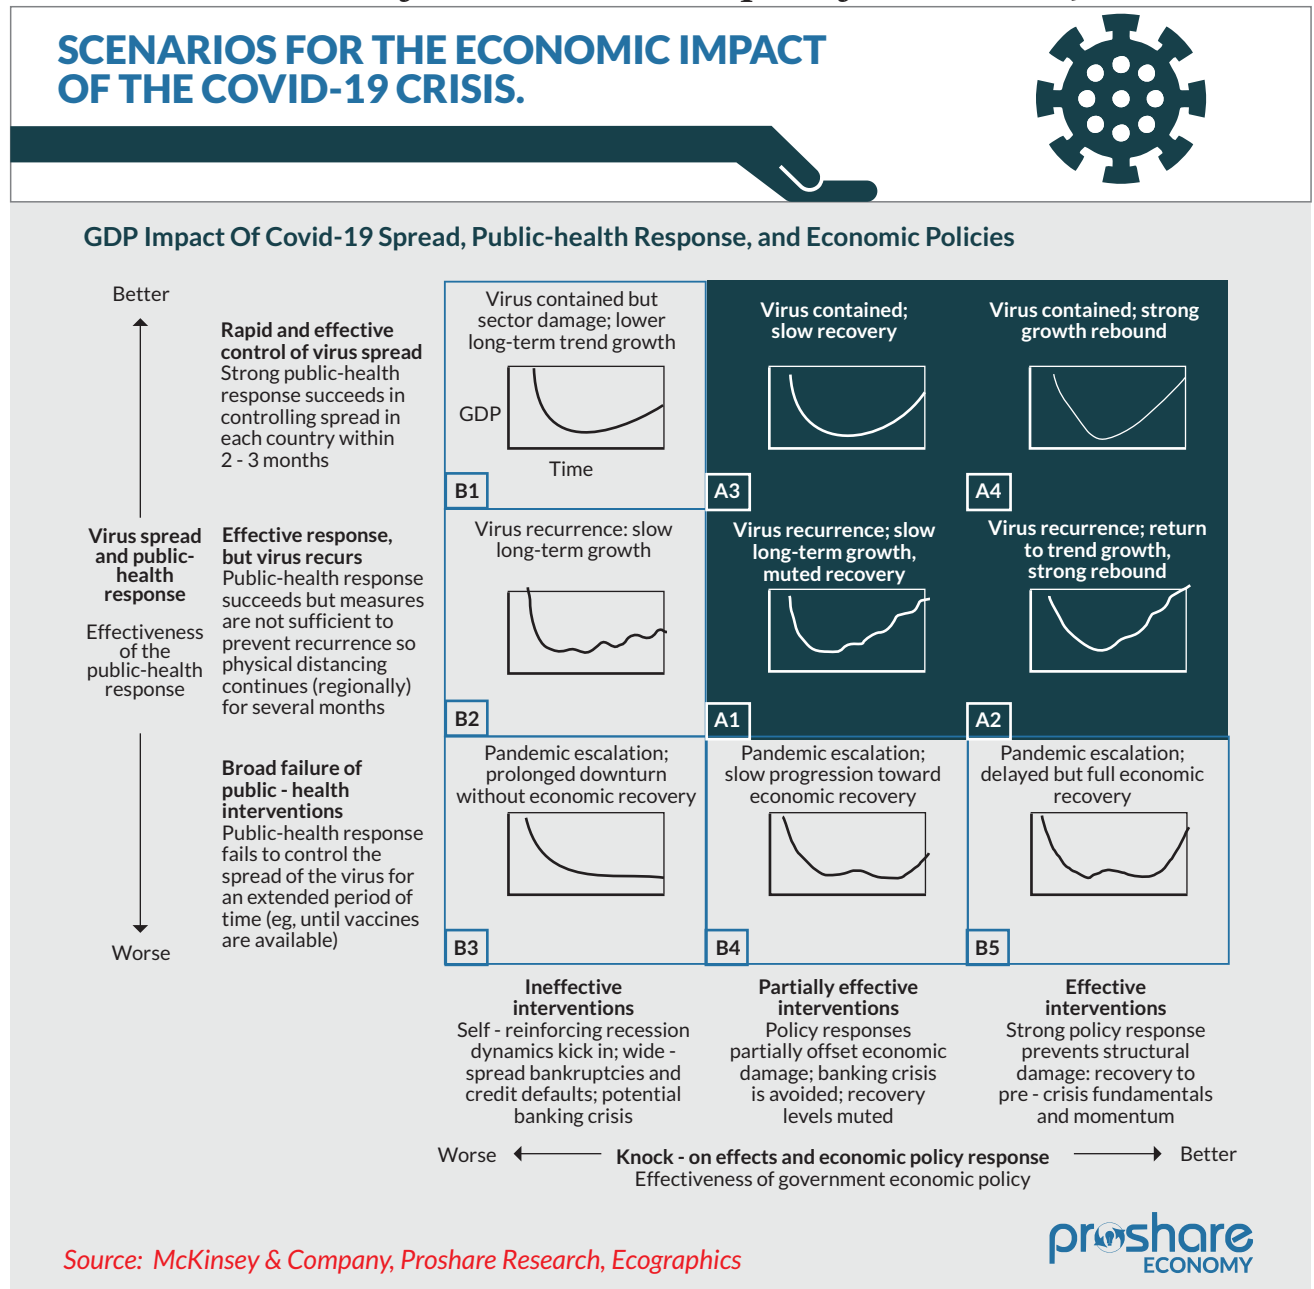 SCENARIOS FOR THE ECONOMIC IMPACT
OF THE COVID-19 CRISIS.
GDP Impact Of Covid-19 Spread, Public-health Response, and Economic Policies
Better
Virus spread
and public-
health
response
Effectiveness
of the
public-health
response
Worse
Rapid and effective
control of virus spread
Strong public-health
response succeeds in
controlling spread in
each country within
2 - 3 months
Virus contained but
sector damage; lower
long-term trend growth
GDP
Time
B1
Virus contained;
slow recovery
A3
Virus contained; strong
growth rebound
A4
Effective response,
but virus recurs
Public-health response
succeeds but measures
are not sufficient to
prevent recurrence so
physical distancing
continues (regionally)
for several months
Virus recurrence: slow
long-term growth
B2
Virus recurrence; slow
long-term growth,
muted recovery
A1
Virus recurrence; return
to trend growth,
strong rebound
A2
Broad failure of
public - health
interventions
Public-health response
fails to control the
spread of the virus for
an extended period of
time (eg, until vaccines
are available)
Pandemic escalation;
prolonged downturn
without economic recovery
B3
Pandemic escalation;
slow progression toward
economic recovery
B4
Pandemic escalation;
delayed but full economic
recovery
B5
Ineffective
interventions
Self - reinforcing recession
dynamics kick in; wide -
spread bankruptcies and
credit defaults; potential
banking crisis
Partially effective
interventions
Policy responses
partially offset economic
damage; banking crisis
is avoided; recovery
levels muted
Effective
interventions
Strong policy response
prevents structural
damage: recovery to
pre - crisis fundamentals
and momentum
Worse
Knock - on effects and economic policy response
Effectiveness of government economic policy
Better
Source: McKinsey & Company, Proshare Research, Ecographics
proshare
ECONOMY